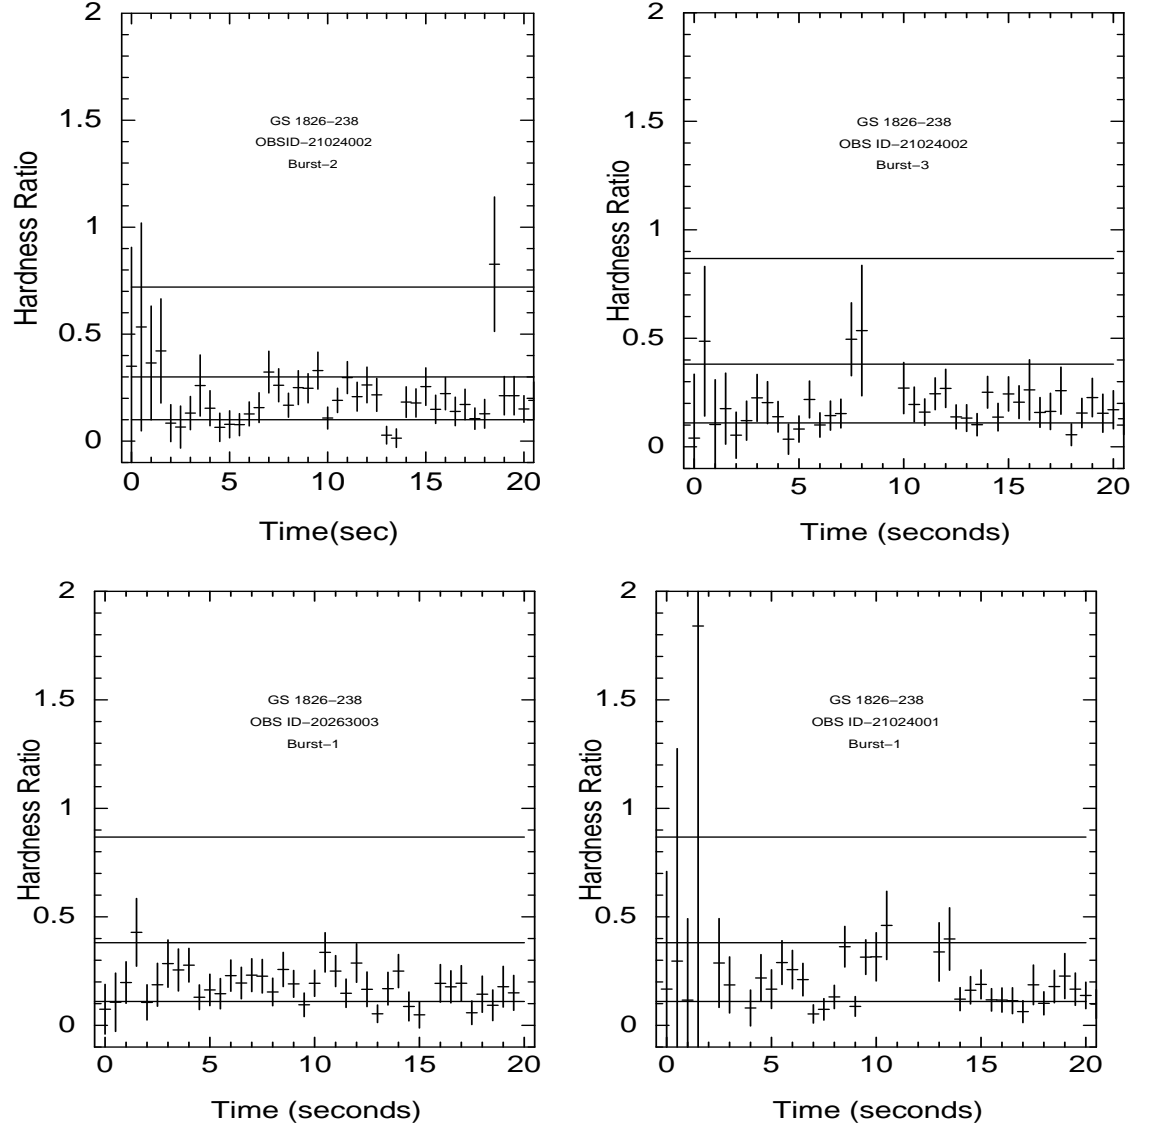 2
1.5
1
0.5
0
Hardness Ratio
GS 1826−238
OBSID−21024002
Burst−2
0 5 10 15 20
Time(sec)
2
1.5
1
0.5
0
Hardness Ratio
GS 1826−238
OBS ID−21024002
Burst−3
0 5 10 15 20
Time (seconds)
2
1.5
1
0.5
0
Hardness Ratio
GS 1826−238
OBS ID−20263003
Burst−1
0 5 10 15 20
Time (seconds)
2
1.5
1
0.5
0
Hardness Ratio
GS 1826−238
OBS ID−21024001
Burst−1
0 5 10 15 20
Time (seconds)